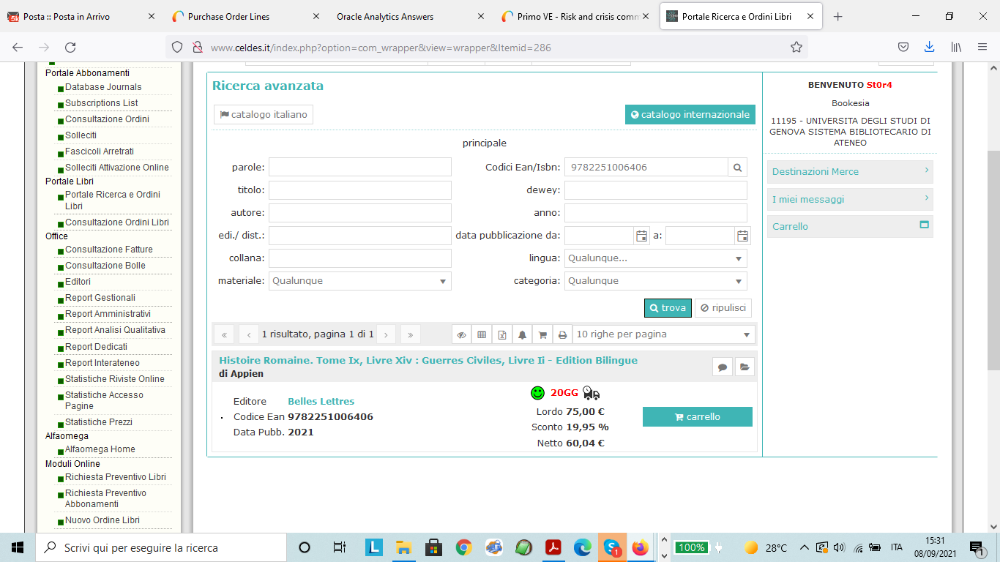 Posta :: Posta in Arrivo
Purchase Order Lines
Oracle Analytics Answers
Primo VE - Risk and crisis comm
Portale Ricerca e Ordini Libri
www.celdes.it/index.php?option=com_wrapper&view=wrapper&Itemid=286
Portale Abbonamenti
Database Journals
Subscriptions List
Consultazione Ordini
Solleciti
Fascicoli Arretrati
Solleciti Attivazione Online
Portale Libri
Portale Ricerca e Ordini
Libri
Consultazione Ordini Libri
Office
Consultazione Fatture
Consultazione Bolle
Editori
Report Gestionali
Report Amministrativi
Report Analisi Qualitativa
Report Dedicati
Report Interateneo
Statistiche Riviste Online
Statistiche Accesso
Pagine
Statistiche Prezzi
Alfaomega
Alfaomega Home
Moduli Online
Richiesta Preventivo Libri
Richiesta Preventivo
Abbonamenti
Nuovo Ordine Libri
Ricerca avanzata
catalogo italiano
catalogo internazionale
principale
parole:
Codici Ean/Isbn: 9782251006406
titolo:
dewey:
autore:
anno:
edi./ dist.:
data pubblicazione da:
a:
collana:
lingua: Qualunque...
materiale: Qualunque
categoria: Qualunque
trova
ripulisci
« ‹ 1 risultato, pagina 1 di 1 › »
10 righe per pagina
Histoire Romaine. Tome Ix, Livre Xiv : Guerres Civiles, Livre Ii - Edition Bilingue
di Appien
Editore Belles Lettres
Codice Ean 9782251006406
Data Pubb. 2021
20GG
Lordo 75,00 €
Sconto 19,95 %
Netto 60,04 €
carrello
BENVENUTO St0r4
Bookesia
11195 - UNIVERSITA DEGLI STUDI DI
GENOVA SISTEMA BIBLIOTECARIO DI
ATENEO
Destinazioni Merce
I miei messaggi
Carrello
Scrivi qui per eseguire la ricerca
L
S
1
100%
28°C
ITA
15:31
08/09/2021
1